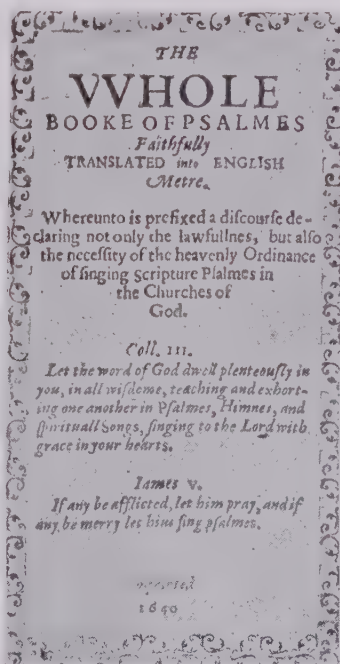 THE
VVHOLE
BOOKE OF PSALMES
Faithfully
TRANSLATED into ENGLISH
Metre.
Whereunto is prefixed a discourse de-
claring not only the lawfullnes, but also
the necessity of the heavenly Ordinance
of singing Scripture Psalmes in
the Churches of
God.
Coll. III.
Let the word of God dwell plenteously in
you, in all wisdome, teaching and exhort-
ing one another in Psalmes, Himnes, and
spirituall Songs, singing to the Lord with
grace in your hearts.
Iames V.
If any be afflicted, let him pray, and if
any be merry let him sing psalmes.
1640